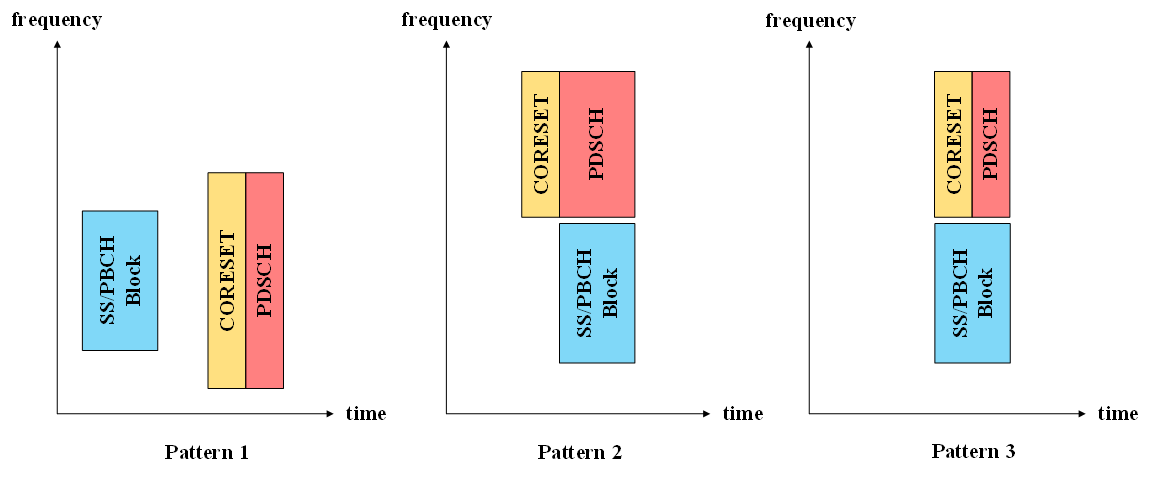 frequency
SS/PBCH
Block
CORESET
PDSCH
time
Pattern 1
frequency
CORESET
PDSCH
SS/PBCH
Block
time
Pattern 2
frequency
CORESET
PDSCH
SS/PBCH
Block
time
Pattern 3